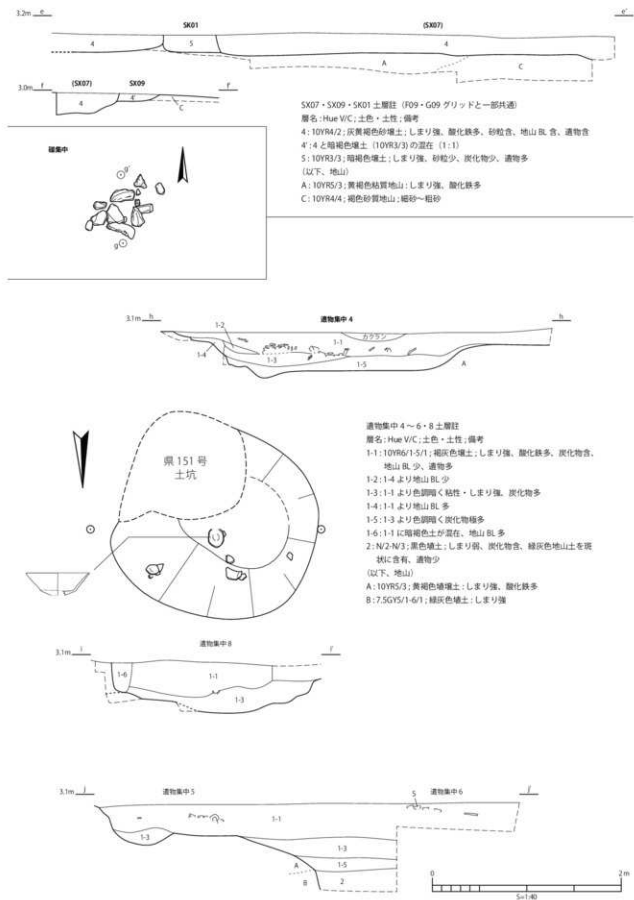 3.2m e SK01 (SX07) e'
4 5 4
A C
3.0m f (SX07) SX09 f'
4 4' C
SX07・SX09・SK01 土層註（F09・G09 グリッドと一部共通）
層名 : Hue V/C ; 土色・土性 ; 備考
4 : 10YR4/2 ; 灰黄褐色砂壌土 ; しまり強、酸化鉄多、砂粒含、地山 BL 含、遺物含
4' : 4 と暗褐色壌土（10YR3/3) の混在（1 : 1）
5 : 10YR3/3 ; 暗褐色壌土 ; しまり強、砂粒少、炭化物少、遺物多
（以下、地山）
A : 10YR5/3 ; 黄褐色粘質地山 : しまり強、酸化鉄多
C : 10YR4/4 ; 褐色砂質地山 : 細砂～粗砂
礫集中
g'
g
3.1m h 遺物集中 4 h
1-2 カクラン
1-1
1-4 1-3 1-5 A
遺物集中 4 ～ 6・8 土層註
層名 : Hue V/C ; 土色・土性 ; 備考
1-1 : 10YR6/1-5/1 ; 褐灰色壌土 ; しまり強、酸化鉄多、炭化物含、
地山 BL 少、遺物多
1-2 : 1-4 より地山 BL 少
1-3 : 1-1 より色調暗く粘性・しまり強、炭化物多
1-4 : 1-1 より地山 BL 多
1-5 : 1-3 より色調暗く炭化物極多
1-6 : 1-1 に暗褐色土が混在、地山 BL 多
2 : N/2-N/3 ; 黒色埴土 ; しまり弱、炭化物含、緑灰色地山土を斑
状に含有、遺物少
（以下、地山）
A : 10YR5/3 ; 黄褐色埴壌土 : しまり強、酸化鉄多
B : 7.5GY5/1-6/1 ; 緑灰色埴土 : しまり強
県 151 号
土坑
遺物集中 8
3.1m i i'
1-6 1-1
1-3
3.1m j 遺物集中 5 遺物集中 6 j'
S
1-1
1-3 1-3
A 1-5
B 2
0 2 m
S=1:40